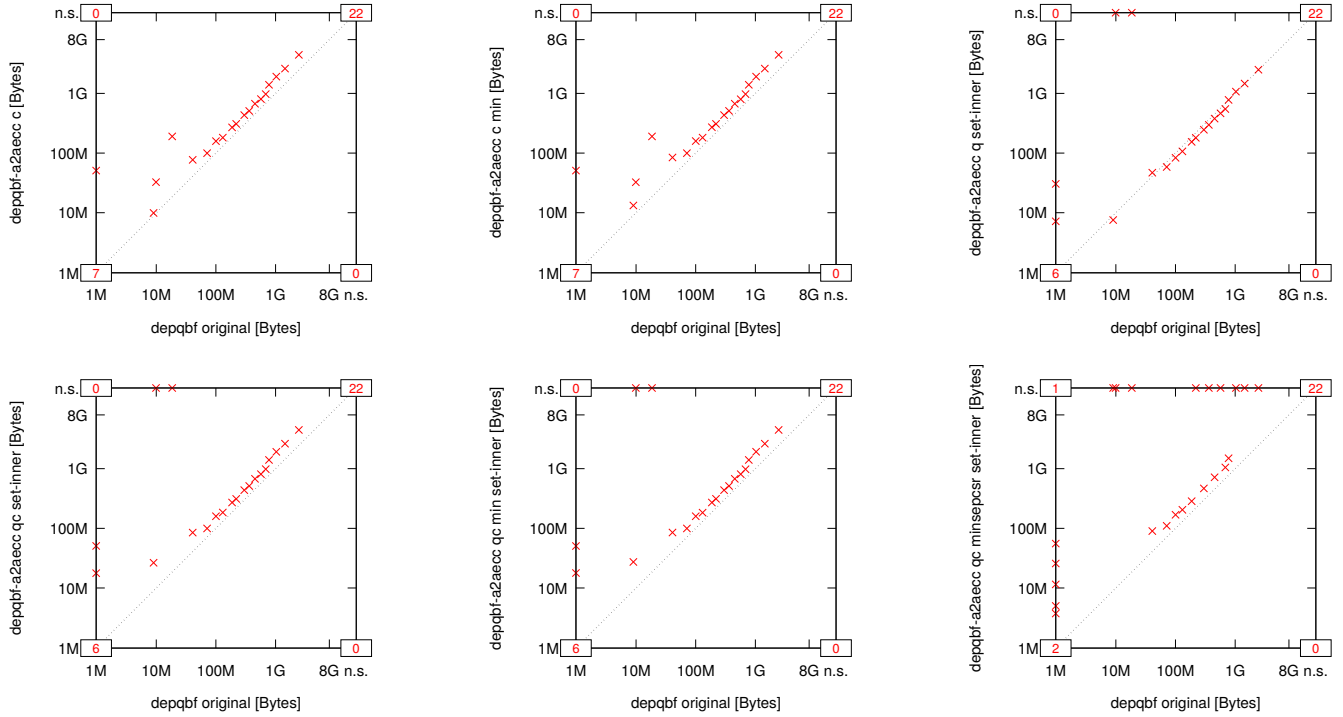 n.s. 0 22
8G
1G
100M
10M
1M 7 0
1M 10M 100M 1G 8G n.s.
depqbf-a2aecc c [Bytes]
depqbf original [Bytes]
n.s. 0 22
8G
1G
100M
10M
1M 7 0
1M 10M 100M 1G 8G n.s.
depqbf-a2aecc c min [Bytes]
depqbf original [Bytes]
n.s. 0 22
8G
1G
100M
10M
1M 6 0
1M 10M 100M 1G 8G n.s.
depqbf-a2aecc q set-inner [Bytes]
depqbf original [Bytes]
n.s. 0 22
8G
1G
100M
10M
1M 6 0
1M 10M 100M 1G 8G n.s.
depqbf-a2aecc qc set-inner [Bytes]
depqbf original [Bytes]
n.s. 0 22
8G
1G
100M
10M
1M 6 0
1M 10M 100M 1G 8G n.s.
depqbf-a2aecc qc min set-inner [Bytes]
depqbf original [Bytes]
n.s. 1 22
8G
1G
100M
10M
1M 2 0
1M 10M 100M 1G 8G n.s.
depqbf-a2aecc qc minsepcsr set-inner [Bytes]
depqbf original [Bytes]